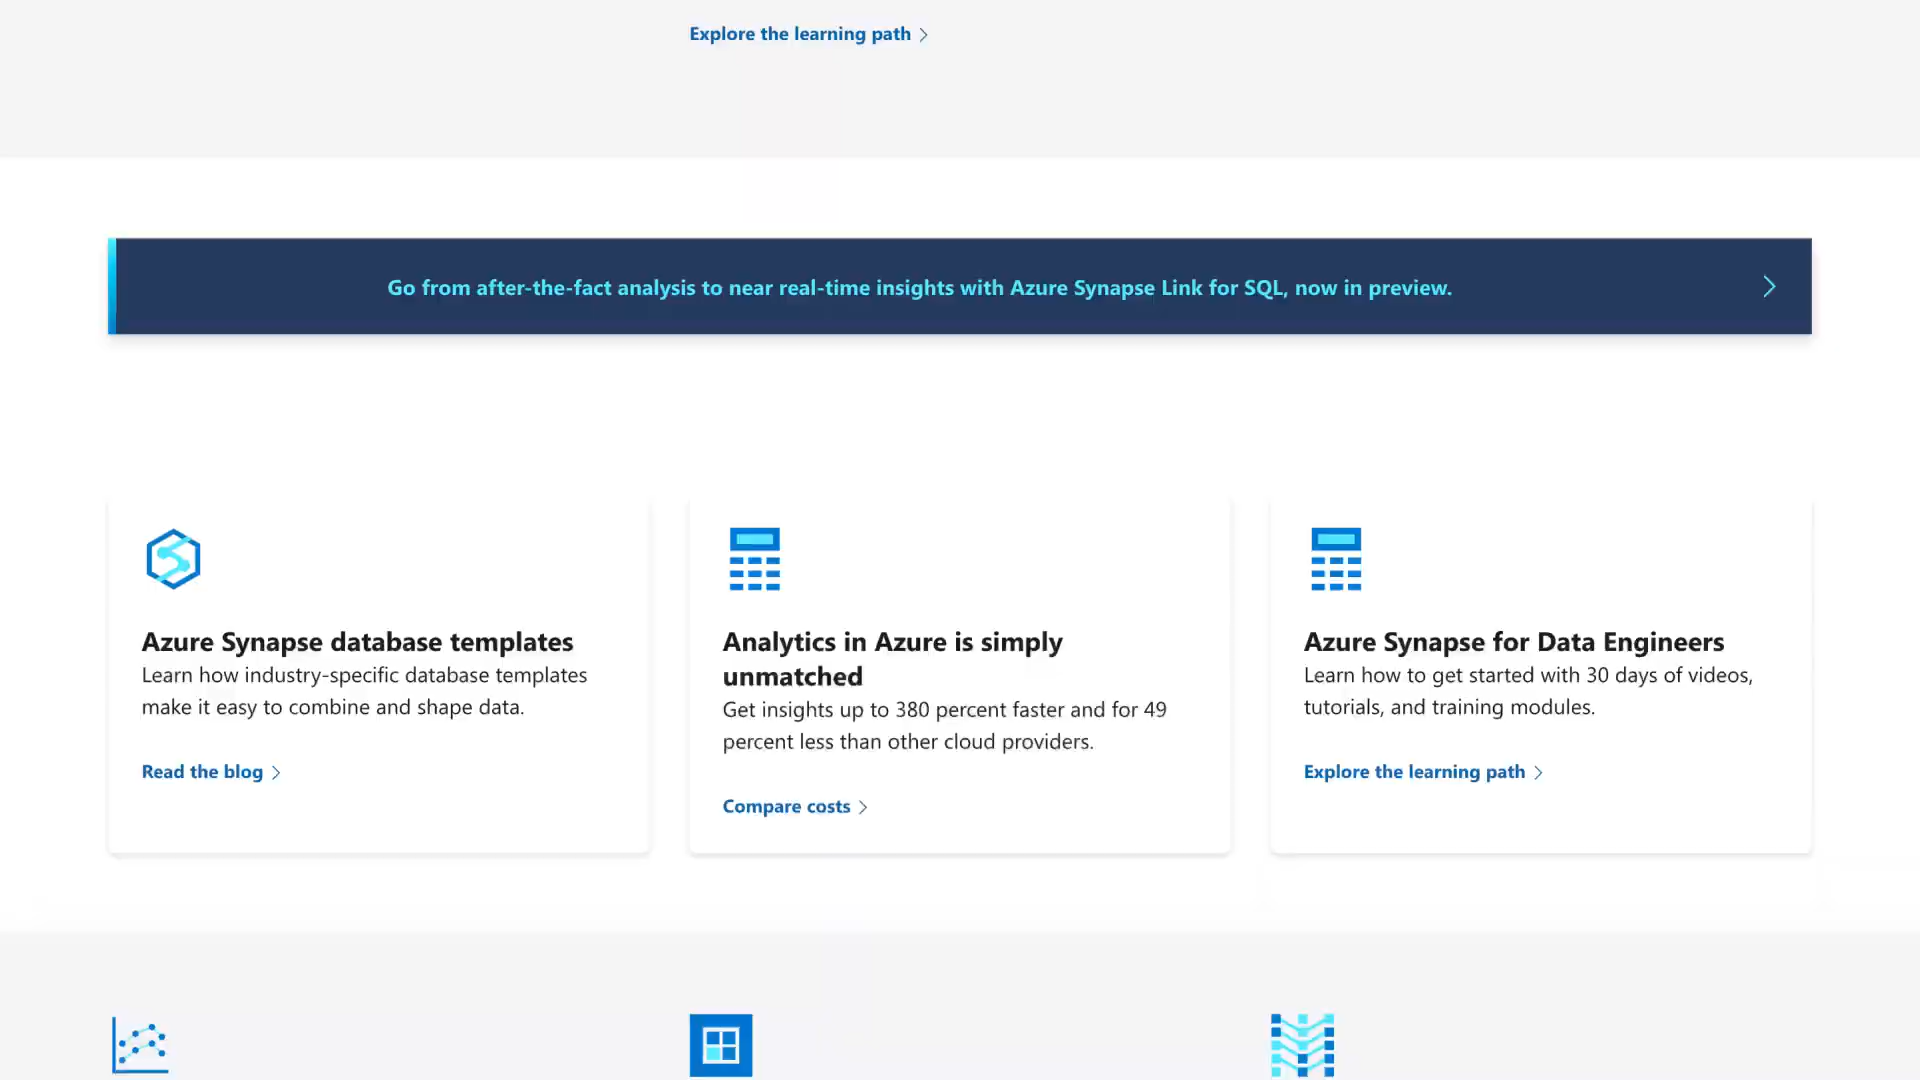 Explore the learning path
Go from after-the-fact analysis to near real-time insights with Azure Synapse Link for SQL, now in preview.
Azure Synapse database templates
Learn how industry-specific database templates
make it easy to combine and shape data.
Read the blog
Analytics in Azure is simply
unmatched
Get insights up to 380 percent faster and for 49
percent less than other cloud providers.
Compare costs
Azure Synapse for Data Engineers
Learn how to get started with 30 days of videos,
tutorials, and training modules.
Explore the learning path